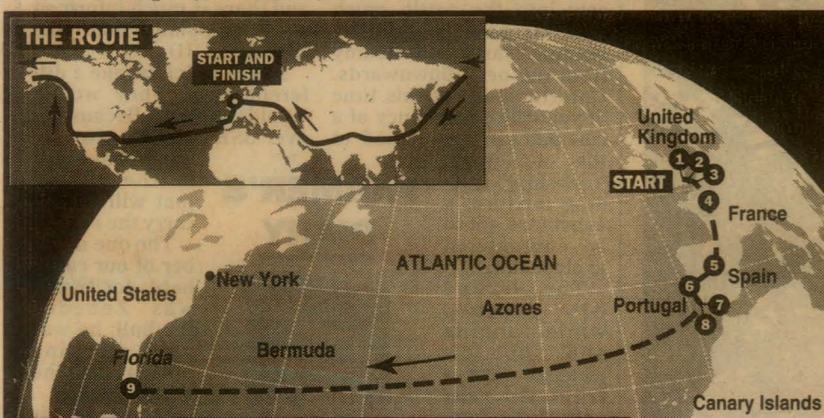 THE ROUTE
START AND
FINISH
United
Kingdom
1
2
3
START
4
France
ATLANTIC OCEAN
5
Spain
New York
United States
6
Azores
Portugal
7
8
Florida
Bermuda
9
Canary Islands